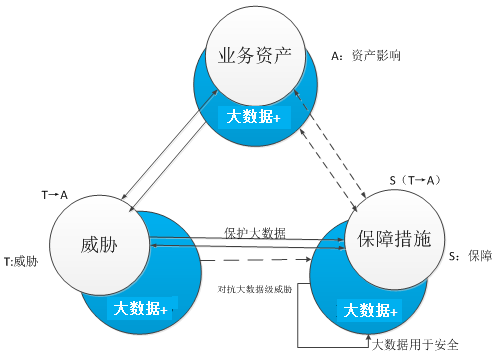 业务资产
A：资产影响
大数据+
T→A
S（T→A）
威胁
保护大数据
保障措施
T:威胁
S：保障
对抗大数据级威胁
大数据+
大数据+
大数据用于安全